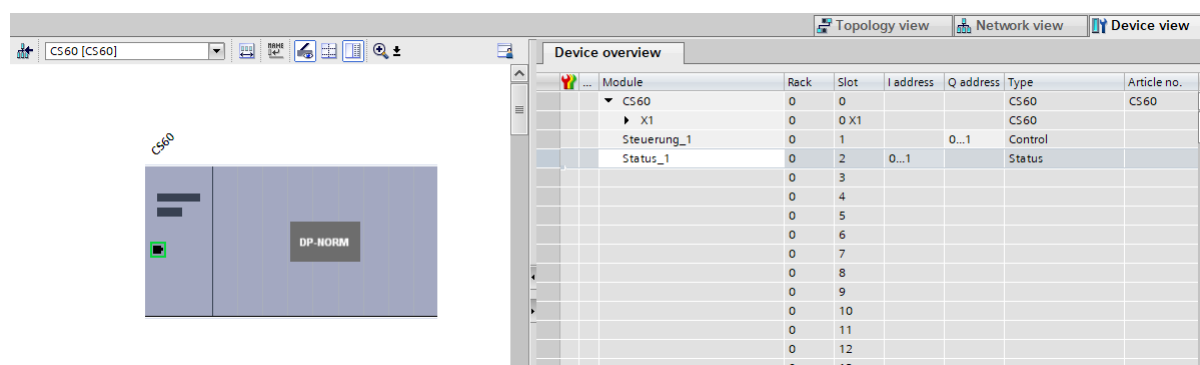 Topology view Network view Device view
CS60 [CS60] NAME Device overview
... Module Rack Slot I address Q address Type Article no.
CS60 0 0 CS60 CS60
X1 0 0 X1 CS60
Steuerung_1 0 1 0...1 Control
Status_1 0 2 0...1 Status
0 3
0 4
0 5
0 6
0 7
0 8
0 9
0 10
0 11
0 12
CS60
DP-NORM